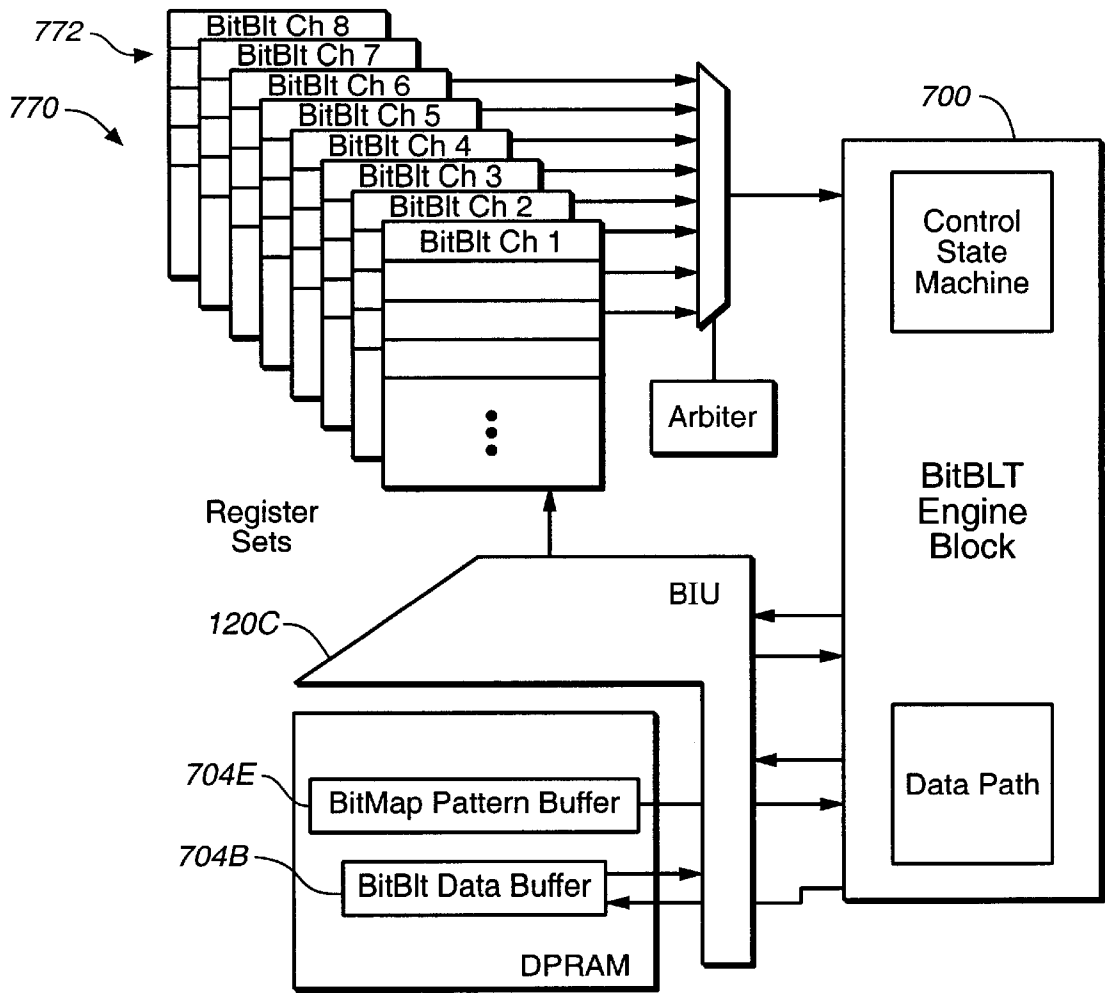 772
BitBlt Ch 8
BitBlt Ch 7
BitBlt Ch 6
770
BitBlt Ch 5
BitBlt Ch 4
BitBlt Ch 3
BitBlt Ch 2
BitBlt Ch 1
700
Control
State
Machine
Arbiter
BitBLT
Engine
Block
Register
Sets
BIU
120C
704E
BitMap Pattern Buffer
Data Path
704B
BitBlt Data Buffer
DPRAM